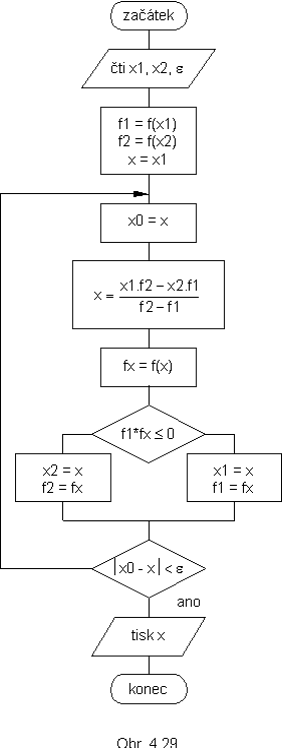 začátek
čti x1, x2, ε
f1 = f(x1)
f2 = f(x2)
x = x1
x0 = x
x = x1.f2 – x2.f1
f2 – f1
fx = f(x)
f1*fx ≤ 0
x2 = x
f2 = fx
x1 = x
f1 = fx
|x0 - x| < ε
ano
tisk x
konec
Obr. 4.29